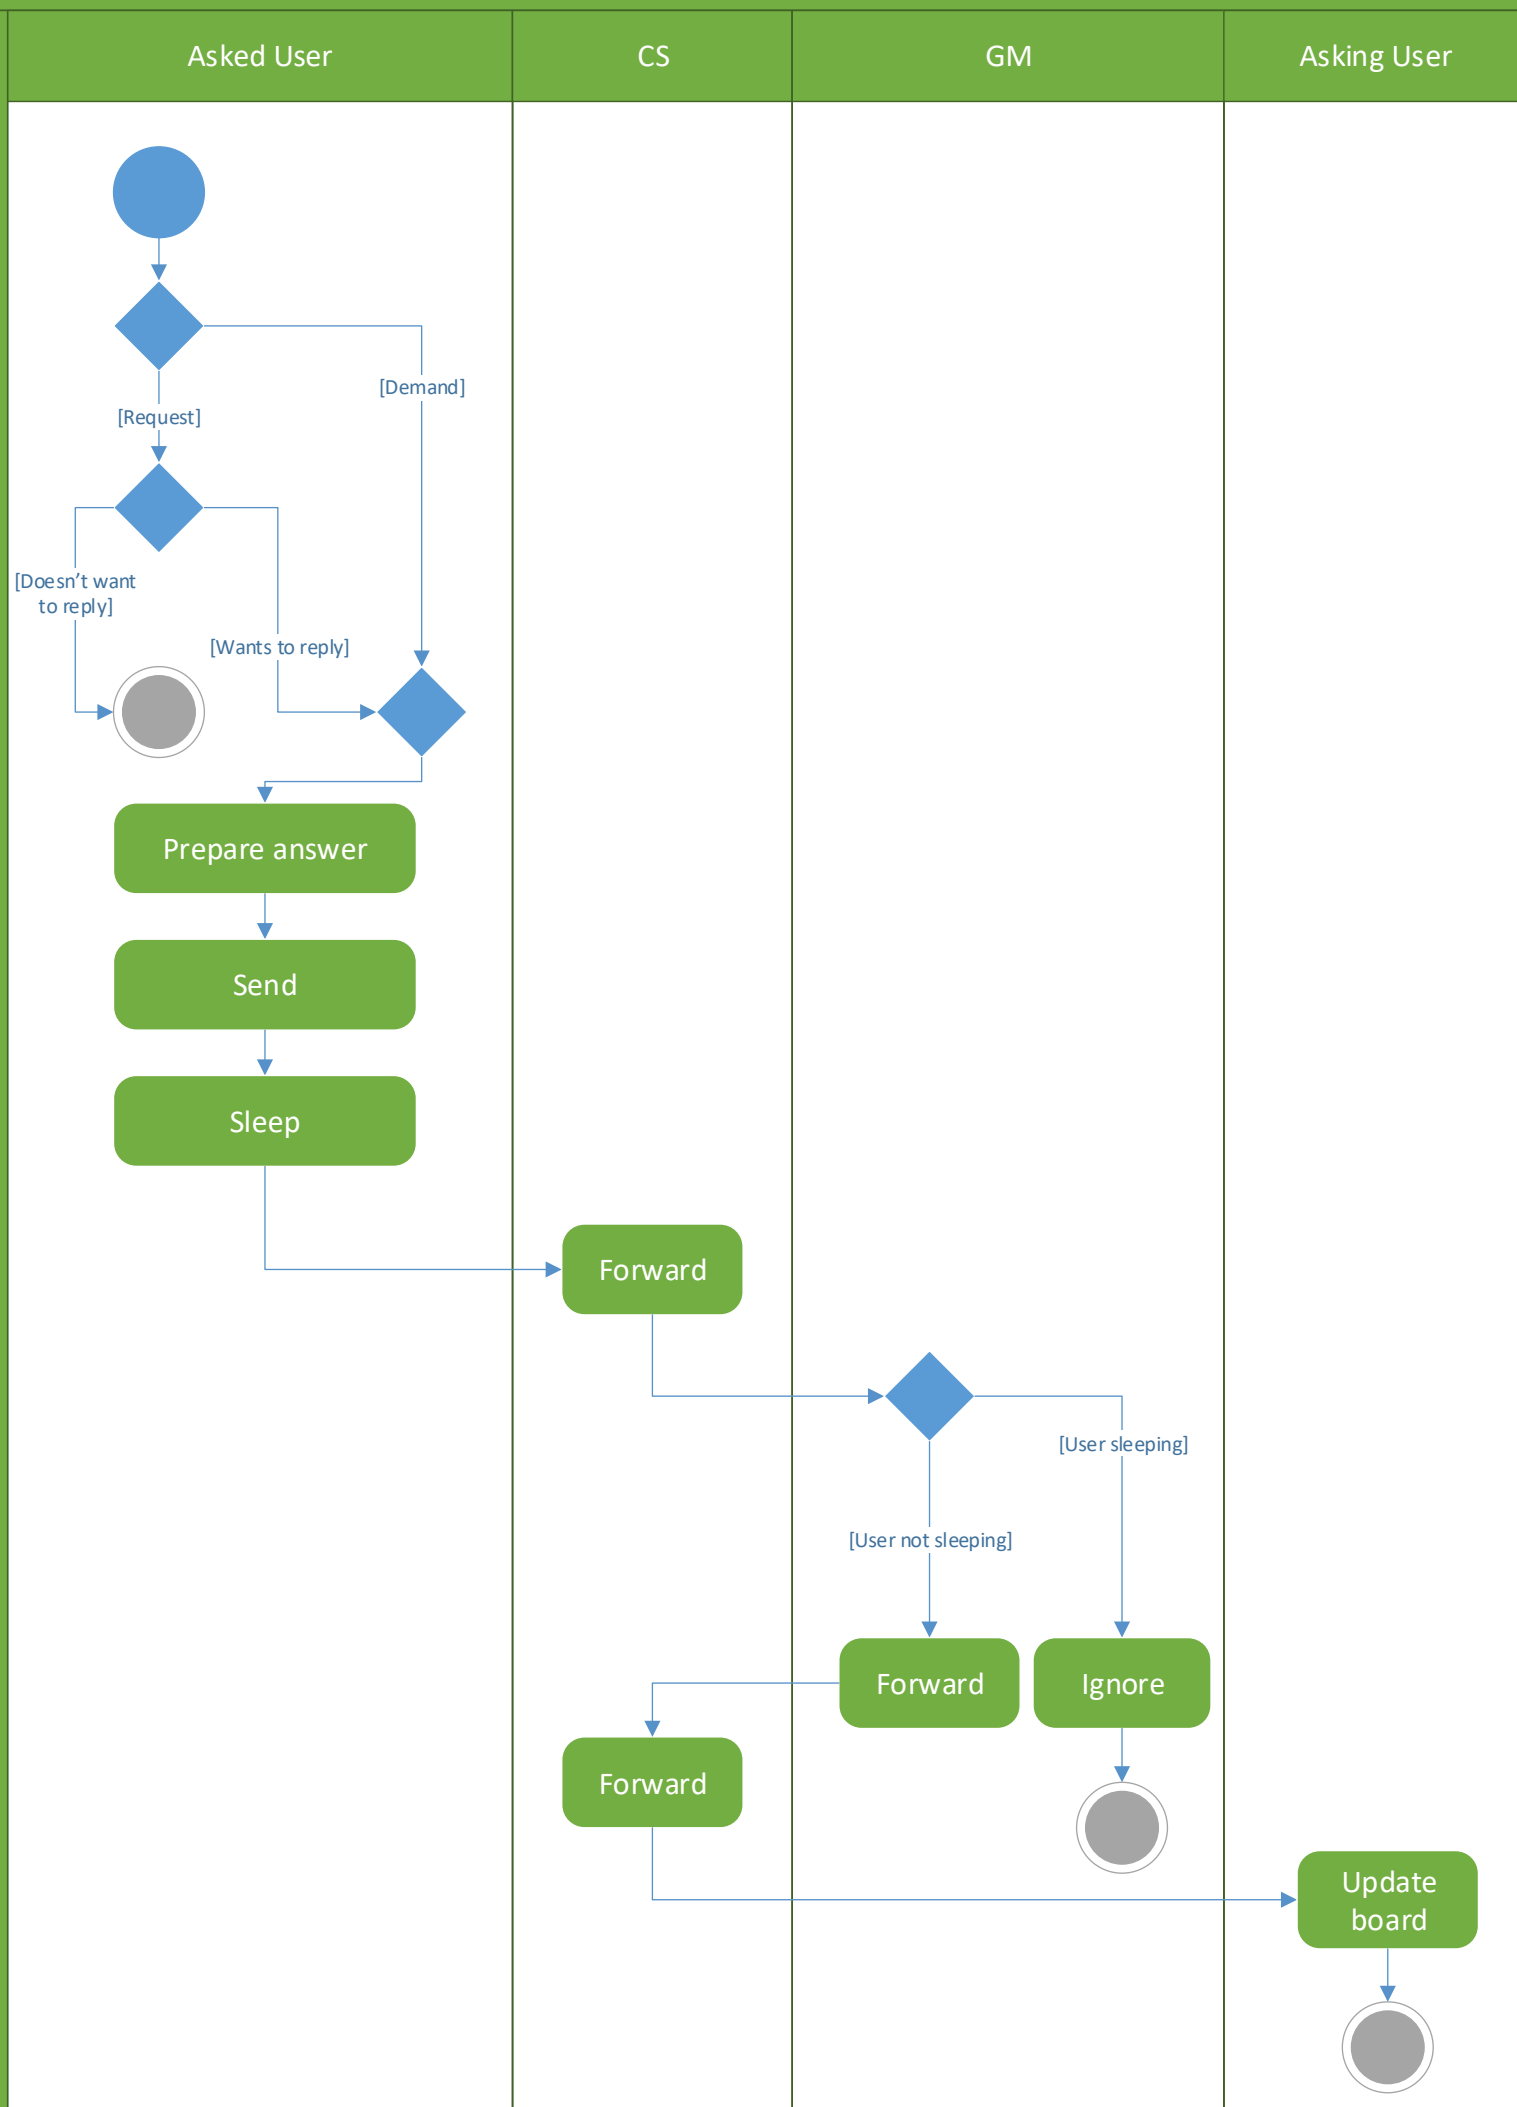 Asked User
CS
GM
Asking User
[Demand]
[Request]
[Doesn't want
to reply]
[Wants to reply]
Prepare answer
Send
Sleep
Forward
[User sleeping]
[User not sleeping]
Forward
Ignore
Forward
Update
board